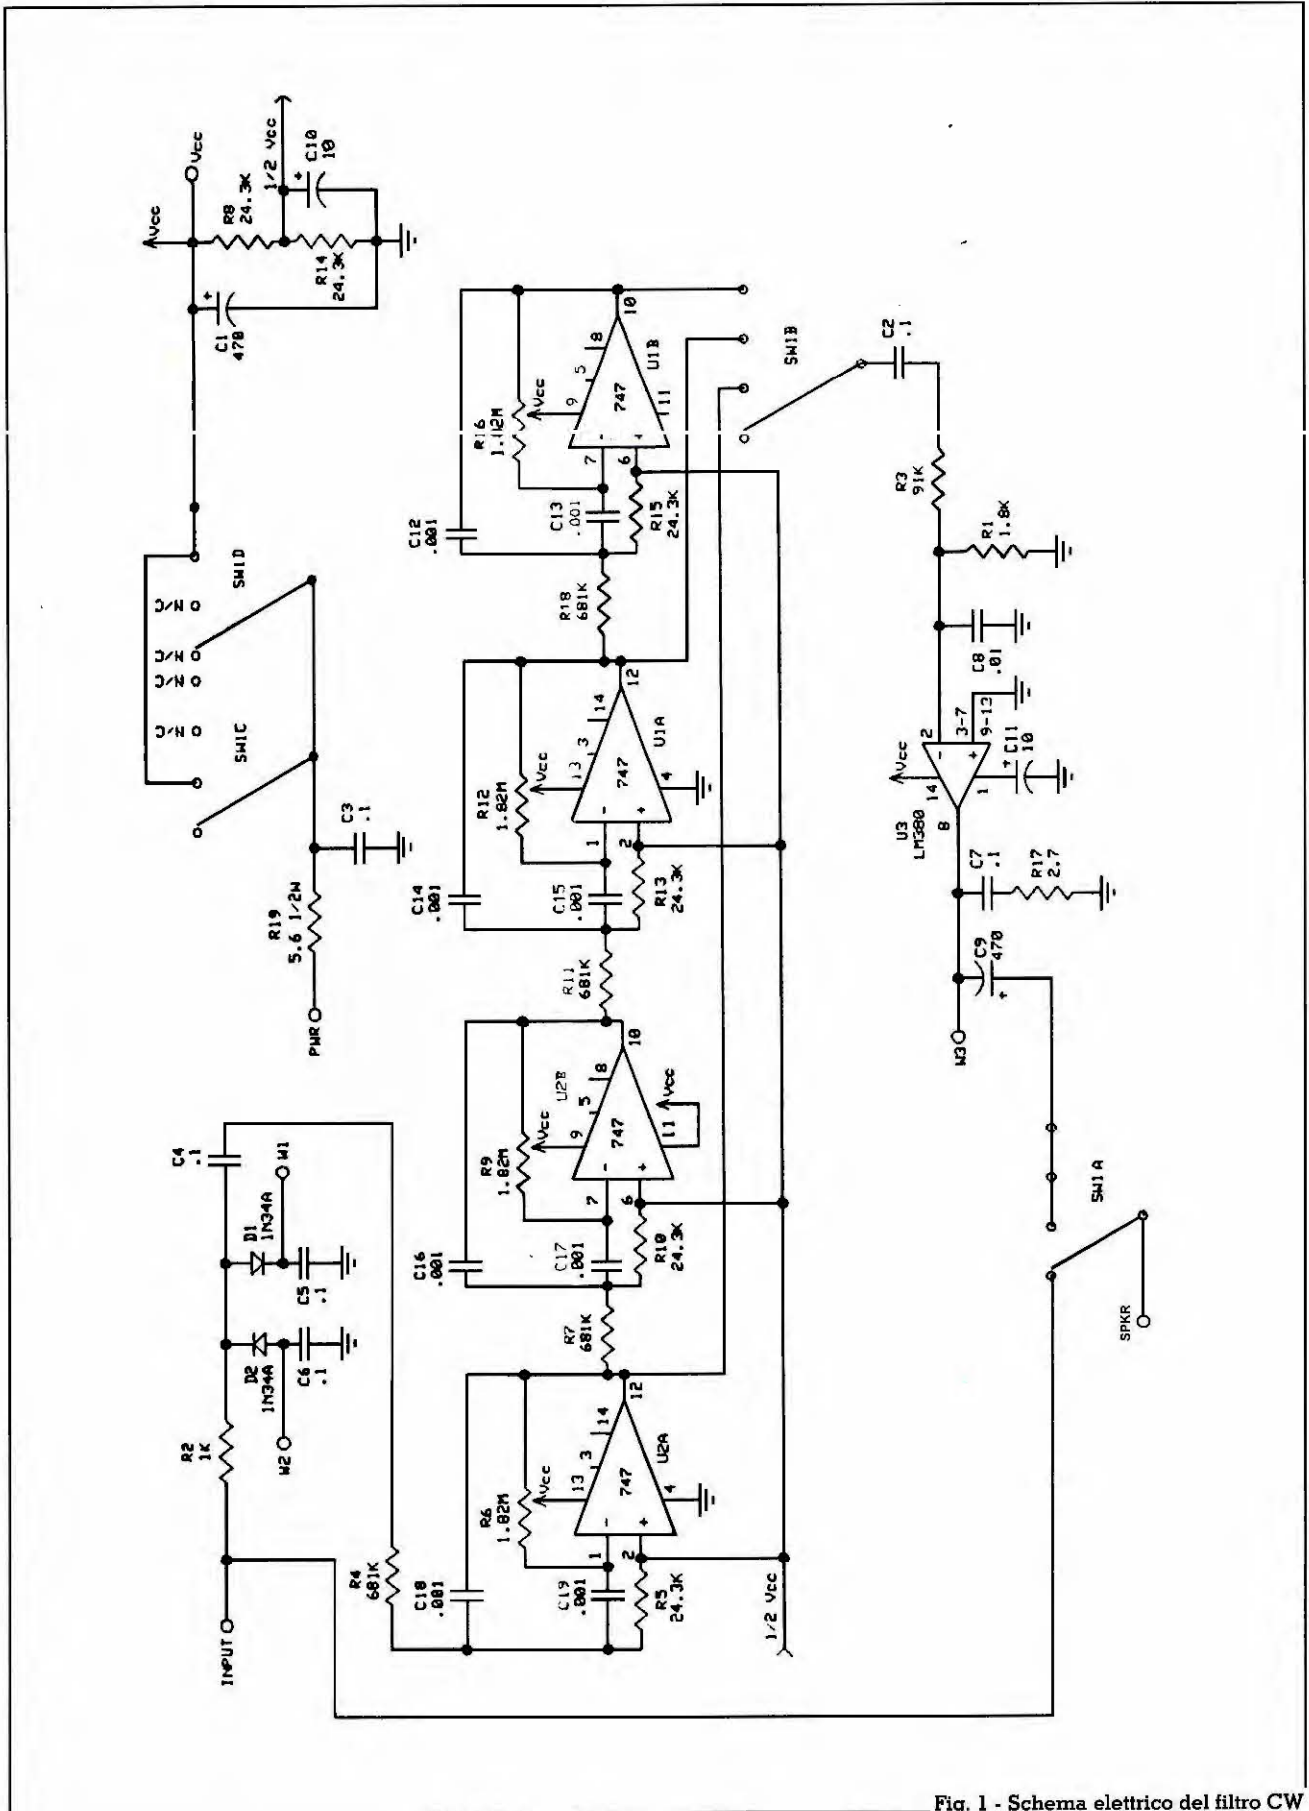 Vcc
Vcc
R8
24.3K
1/2 Vcc
C10
+
10
R14
24.3K
C1
+
470
SW1D
N/C
N/C
N/C
N/C
SW1C
C3
.1
R19
5.6 1/2W
PWR
INPUT
R2
1K
D2
1N34A
W2
C6
.1
D1
1N34A
W1
C5
.1
C4
.1
R4
681K
C18
.001
C19
.001
R5
24.3K
R6
1.82M
Vcc
13
3
14
1
-
2
+
747
4
12
U2A
1/2 Vcc
R7
681K
C16
.001
C17
.001
R10
24.3K
R9
1.82M
Vcc
9
5
8
U2B
7
-
6
+
747
11
Vcc
10
R11
681K
C14
.001
C15
.001
R13
24.3K
R12
1.82M
Vcc
13
3
14
1
-
2
+
747
4
12
U1A
R18
681K
C12
.001
C13
.001
R15
24.3K
R16
Vcc
9
5
8
7
-
6
747
11
10
U1B
SW1B
C2
.1
R3
91K
R1
1.8K
C8
.01
2
3-7
9-13
-
+
Vcc
14
U3
LM380
8
1
C11
+
10
C7
.1
R17
2.7
C9
470
+
W3
SW1A
SPKR
Fig. 1 - Schema elettrico del filtro CW